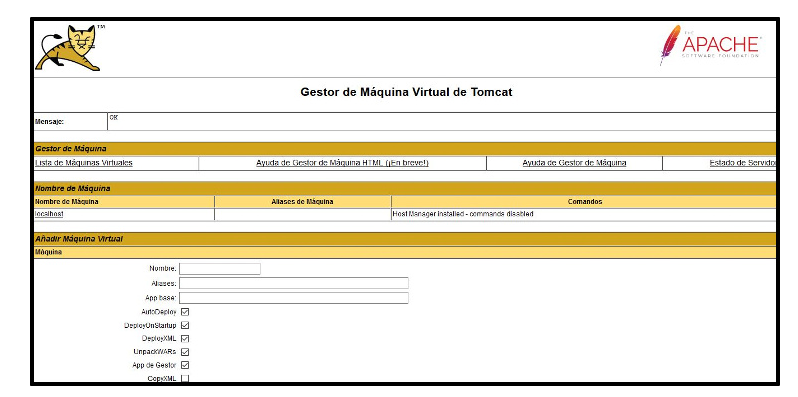 TM
THE
APACHE
SOFTWARE FOUNDATION
Gestor de Máquina Virtual de Tomcat
Mensaje: OK
Gestor de Máquina
Lista de Máquinas Virtuales Ayuda de Gestor de Máquina HTML (¡En breve!) Ayuda de Gestor de Máquina Estado de Servidor
Nombre de Máquina
Nombre de Máquina Aliases de Máquina Comandos
localhost Host Manager installed - commands disabled
Añadir Máquina Virtual
Máquina
Nombre:
Aliases:
App base:
AutoDeploy
DeployOnStartup
DeployXML
UnpackWARs
App de Gestor
CopyXML